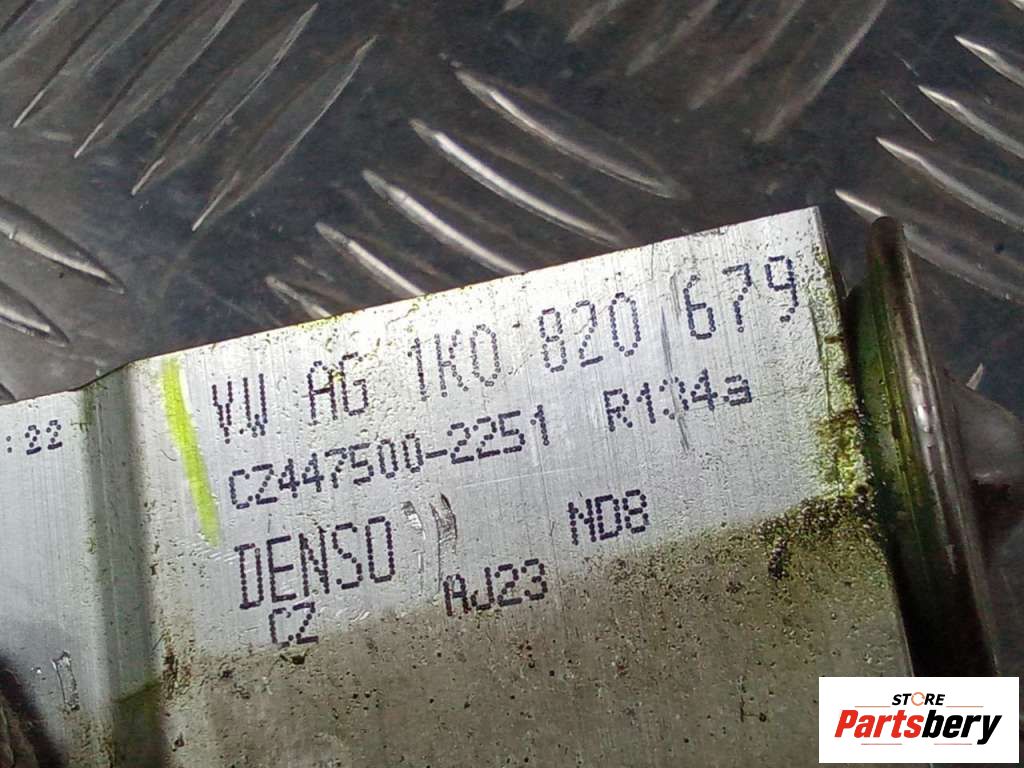 VW AG 1K0 820 679
:22
CZ447500-2251 R134a
DENSO ND8
CZ AJ23
STORE
Partsbery